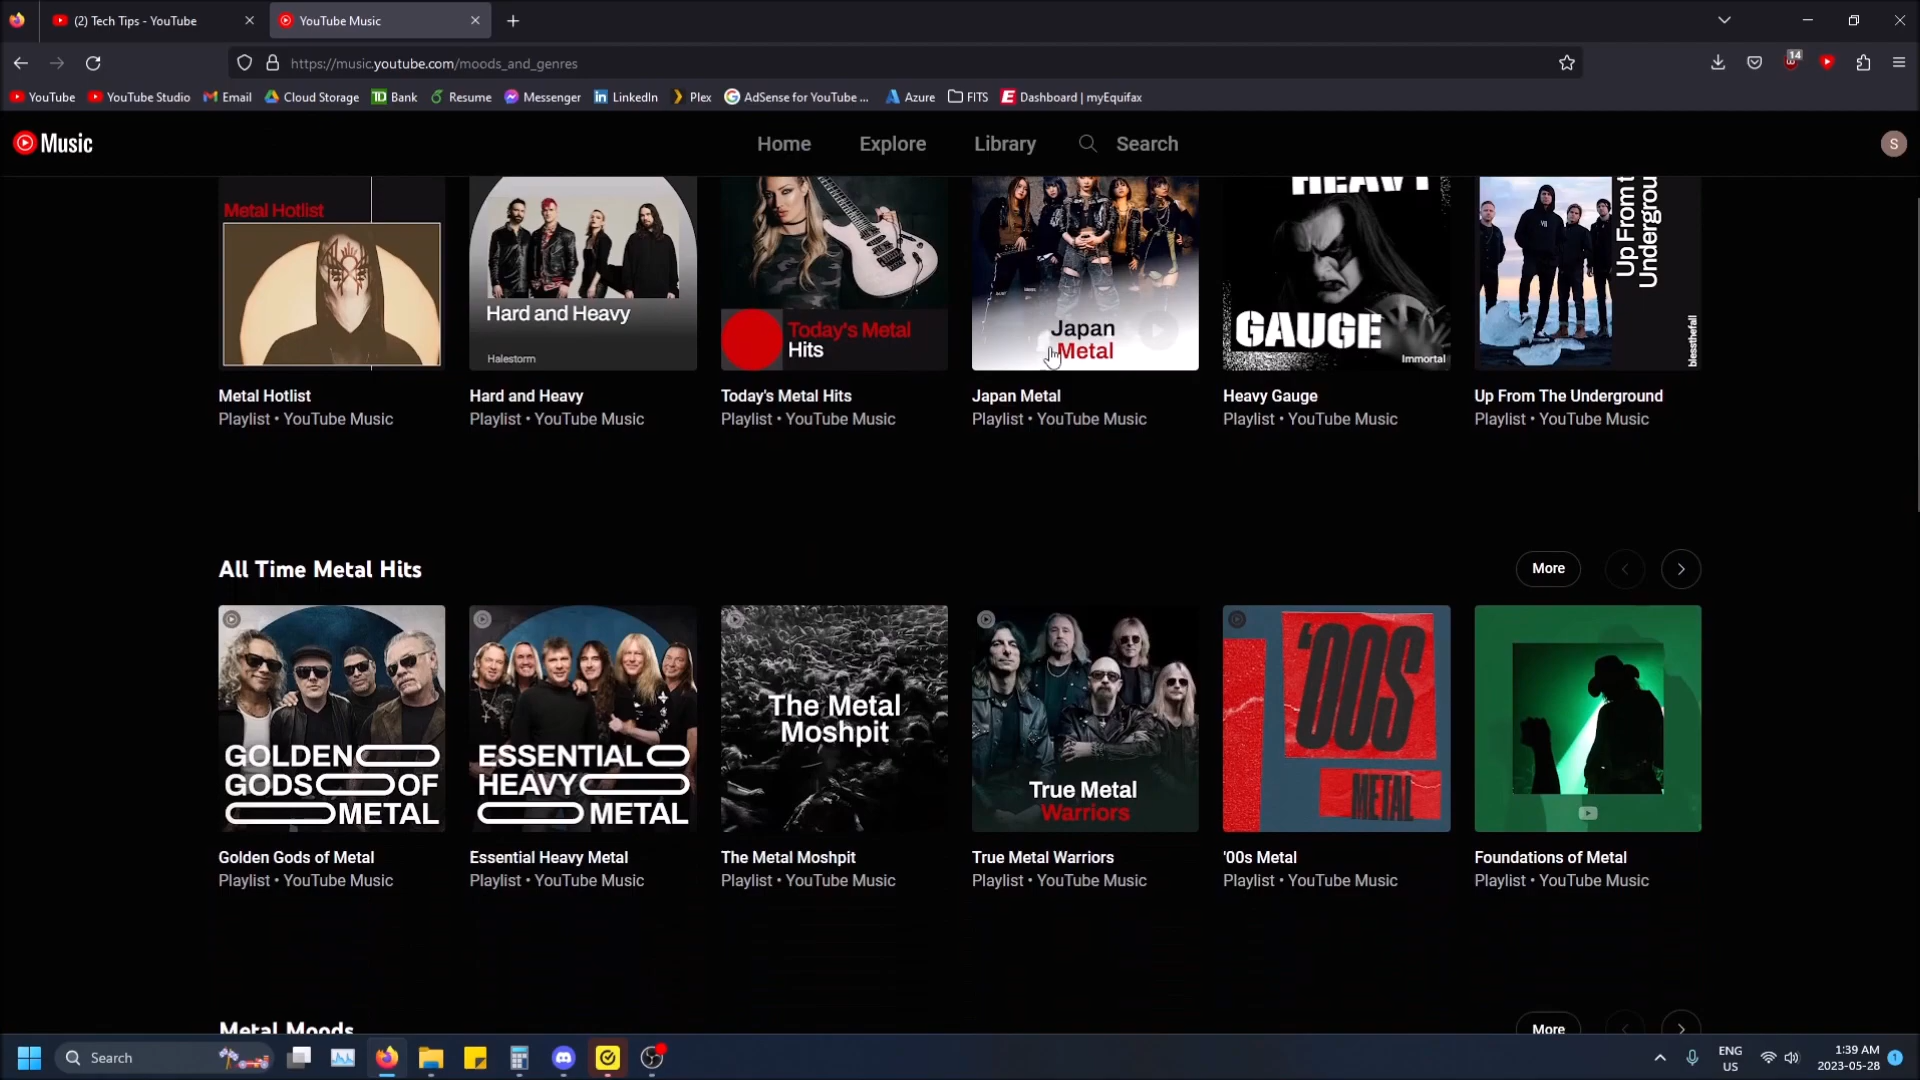 (2) Tech Tips - YouTube
YouTube Music
https://music.youtube.com/moods_and_genres
14
YouTube
YouTube Studio
Email
Cloud Storage
TD Bank
Resume
Messenger
in LinkedIn
Plex
AdSense for YouTube ...
Azure
FITS
E Dashboard | myEquifax
Music
Home
Explore
Library
Search
S
Metal Hotlist
Hard and Heavy
Halestorm
Today's Metal
Hits
Japan
Metal
HEAVY
GAUGE
Immortal
VII
Up From t
Undergrou
blessthefall
Metal Hotlist
Playlist • YouTube Music
Hard and Heavy
Playlist • YouTube Music
Today's Metal Hits
Playlist • YouTube Music
Japan Metal
Playlist • YouTube Music
Heavy Gauge
Playlist • YouTube Music
Up From The Underground
Playlist • YouTube Music
All Time Metal Hits
More
GOLDEN
GODS OF
METAL
ESSENTIAL
HEAVY
METAL
The Metal
Moshpit
True Metal
Warriors
'00S
METAL
Golden Gods of Metal
Playlist • YouTube Music
Essential Heavy Metal
Playlist • YouTube Music
The Metal Moshpit
Playlist • YouTube Music
True Metal Warriors
Playlist • YouTube Music
'00s Metal
Playlist • YouTube Music
Foundations of Metal
Playlist • YouTube Music
Metal Moods
More
Search
ENG
US
1:39 AM
2023-05-28
1